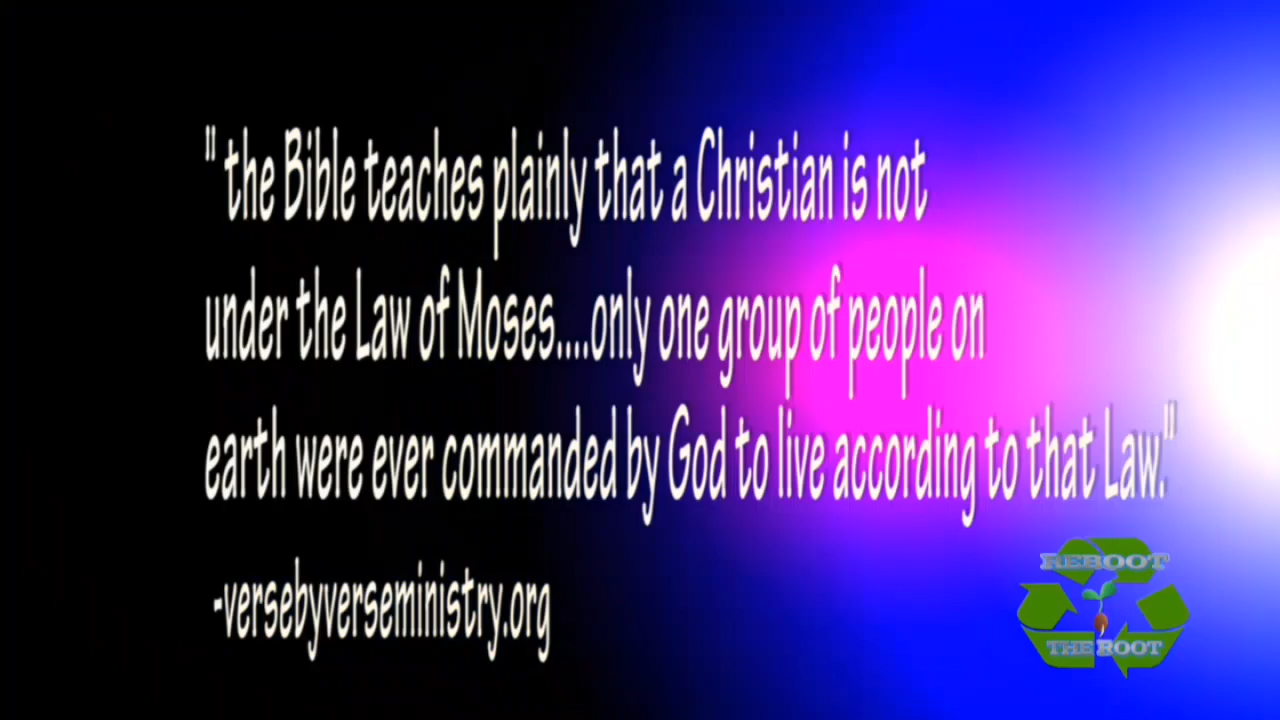 " the Bible teaches plainly that a Christian is not
under the Law of Moses....only one group of people on
earth were ever commanded by God to live according to that Law."
-versebyverseministry.org
REBOOT
THE ROOT